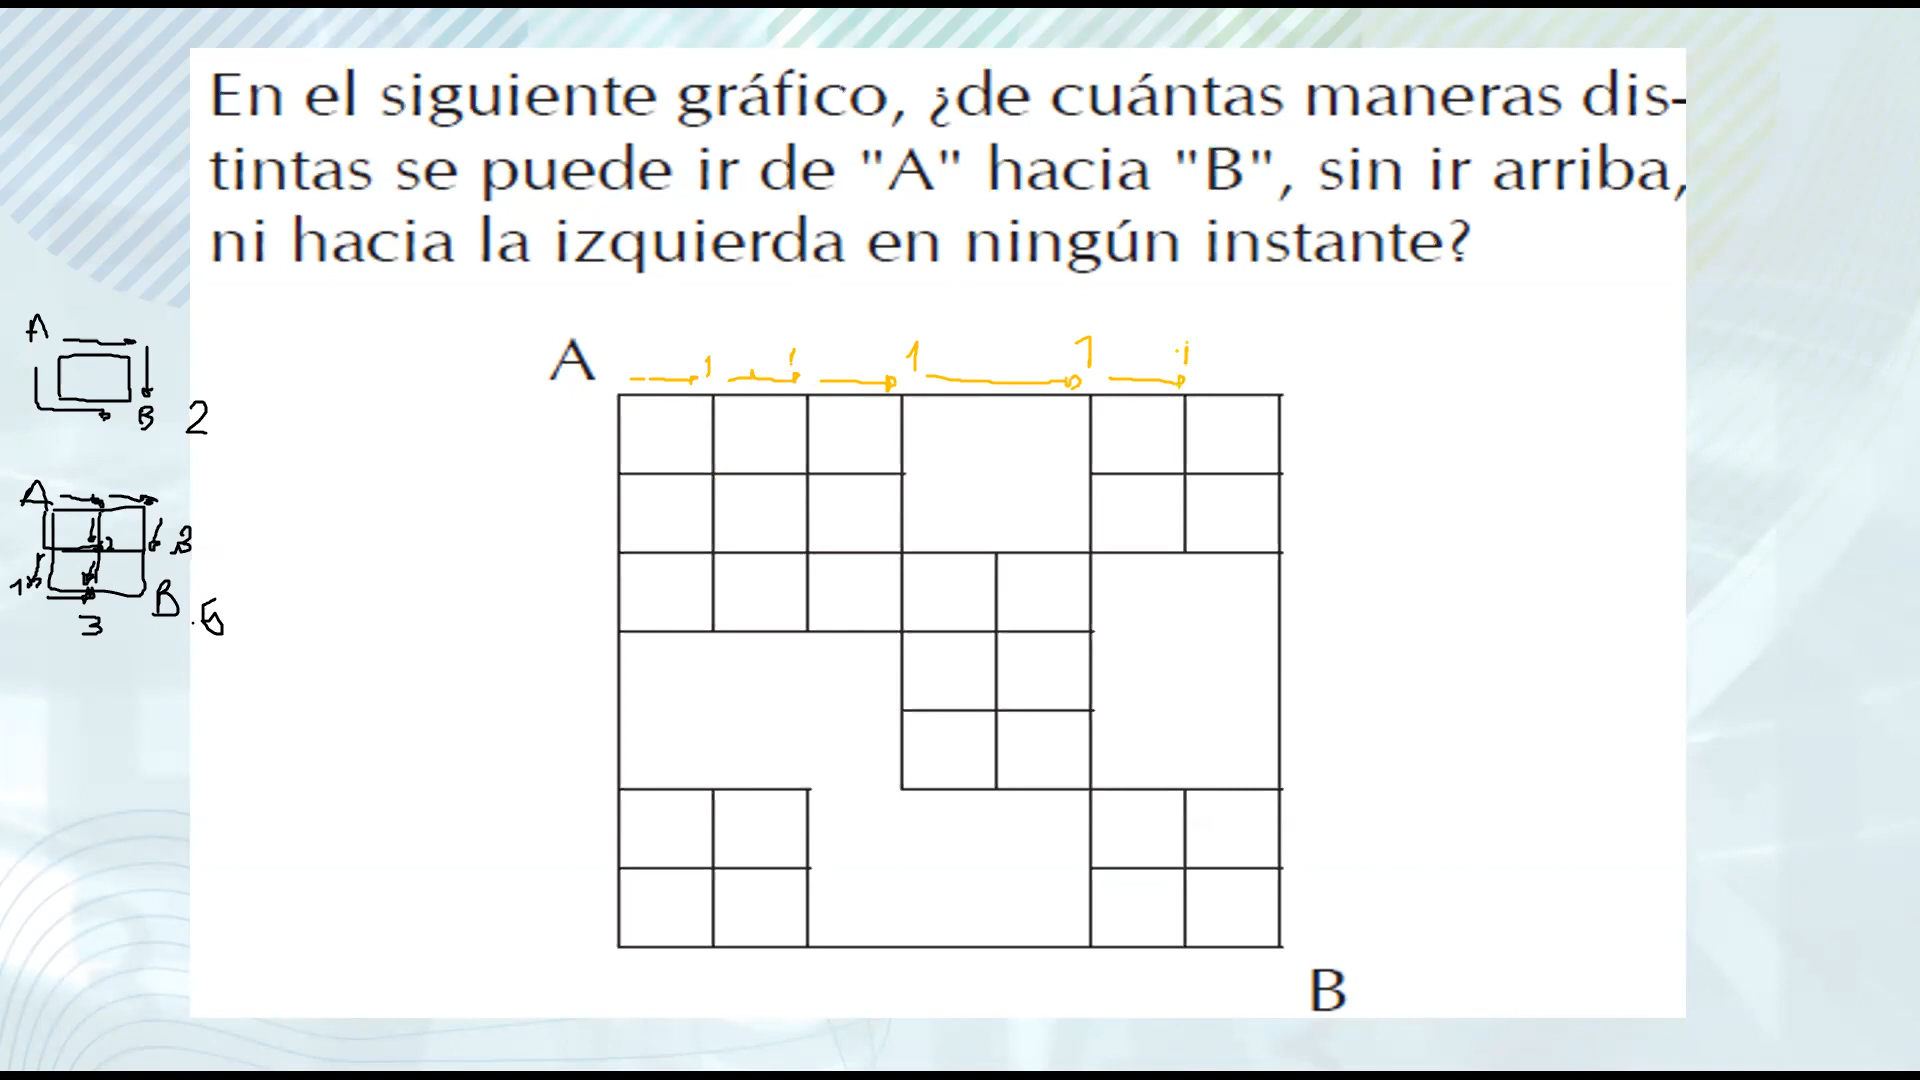 En el siguiente gráfico, ¿de cuántas maneras dis-
tintas se puede ir de "A" hacia "B", sin ir arriba,
ni hacia la izquierda en ningún instante?
A
B 2
A
2 3
1
3
B 6
A 1 1 1 1 1
B